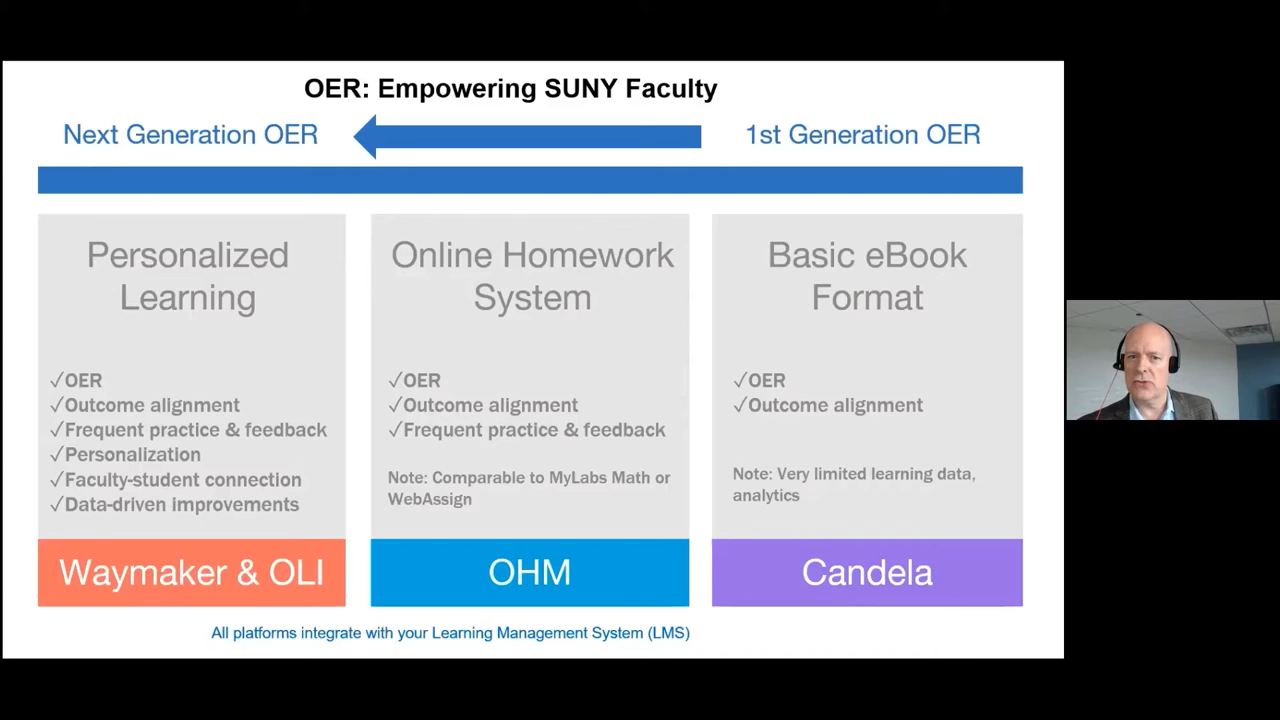 OER: Empowering SUNY Faculty
Next Generation OER
1st Generation OER
Personalized
Learning
✓OER
✓Outcome alignment
✓Frequent practice & feedback
✓Personalization
✓Faculty-student connection
✓Data-driven improvements
Waymaker & OLI
Online Homework
System
✓OER
✓Outcome alignment
✓Frequent practice & feedback
Note: Comparable to MyLabs Math or
WebAssign
OHM
Basic eBook
Format
✓OER
✓Outcome alignment
Note: Very limited learning data,
analytics
Candela
All platforms integrate with your Learning Management System (LMS)